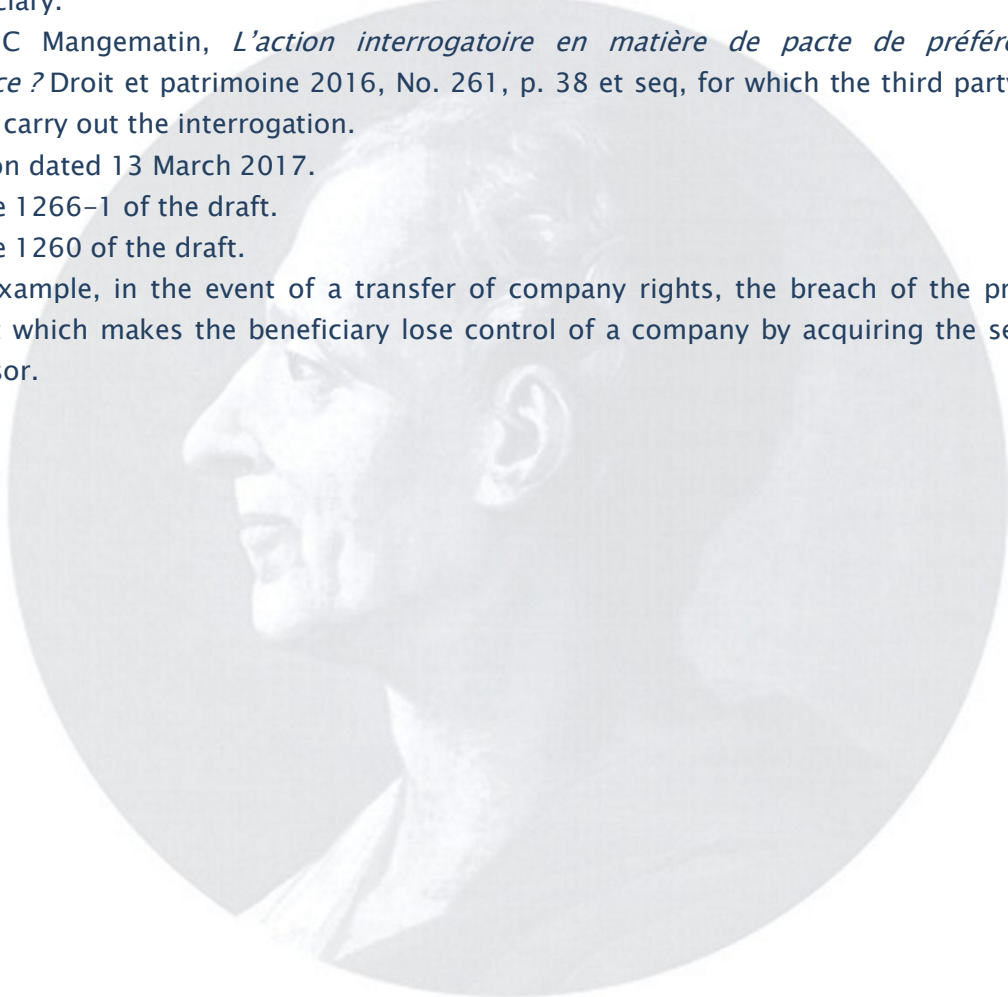 ciary.
C Mangematin, L'action interrogatoire en matière de pacte de préfére
ce ? Droit et patrimoine 2016, No. 261, p. 38 et seq, for which the third party
carry out the interrogation.
on dated 13 March 2017.
e 1266-1 of the draft.
e 1260 of the draft.
xample, in the event of a transfer of company rights, the breach of the pr
which makes the beneficiary lose control of a company by acquiring the se
sor.